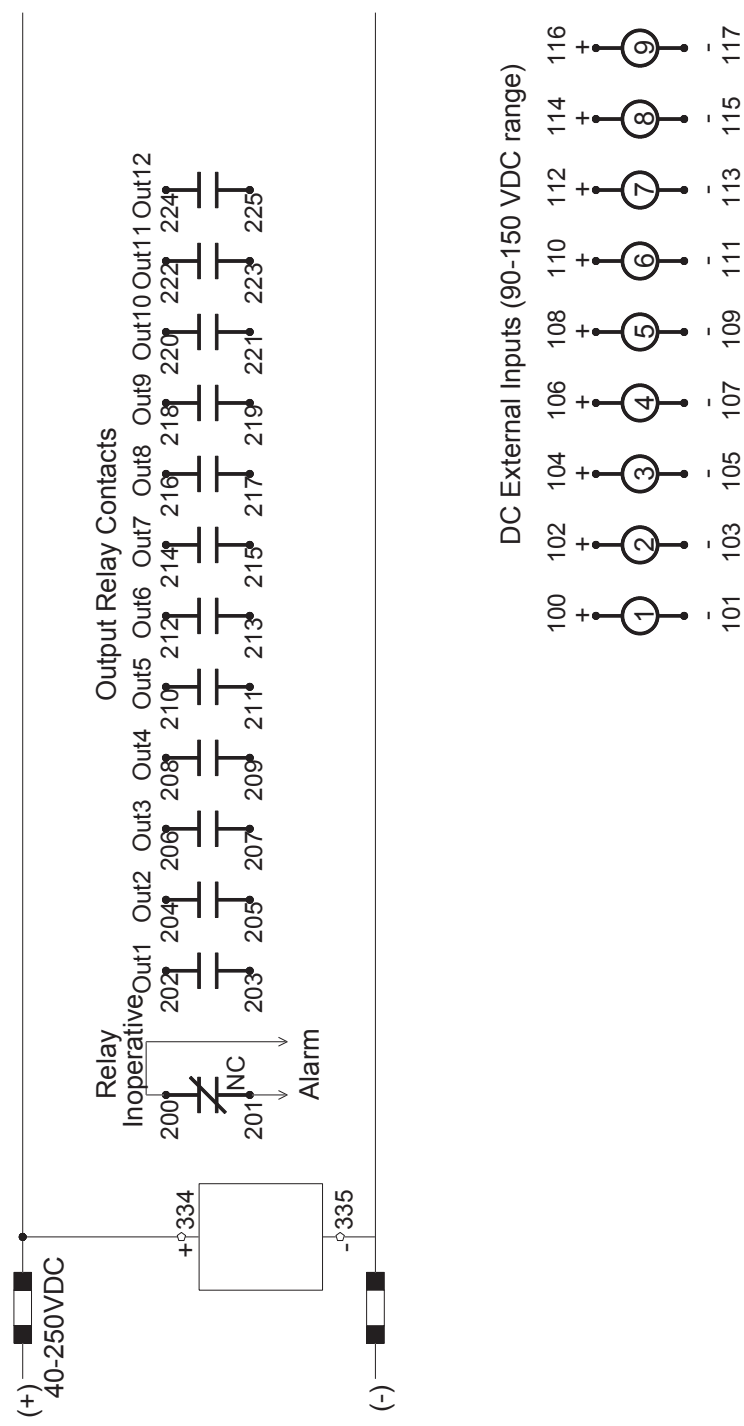 (+)
40-250VDC
+ 334
- 335
(-)
Relay
Inoperative
200
NC
201
Alarm
Output Relay Contacts
Out1 Out2 Out3 Out4 Out5 Out6 Out7 Out8 Out9 Out10 Out11 Out12
202 204 206 208 210 212 214 216 218 220 222 224
203 205 207 209 211 213 215 217 219 221 223 225
DC External Inputs (90-150 VDC range)
100 102 104 106 108 110 112 114 116
+ + + + + + + + +
1 2 3 4 5 6 7 8 9
- - - - - - - - -
101 103 105 107 109 111 113 115 117